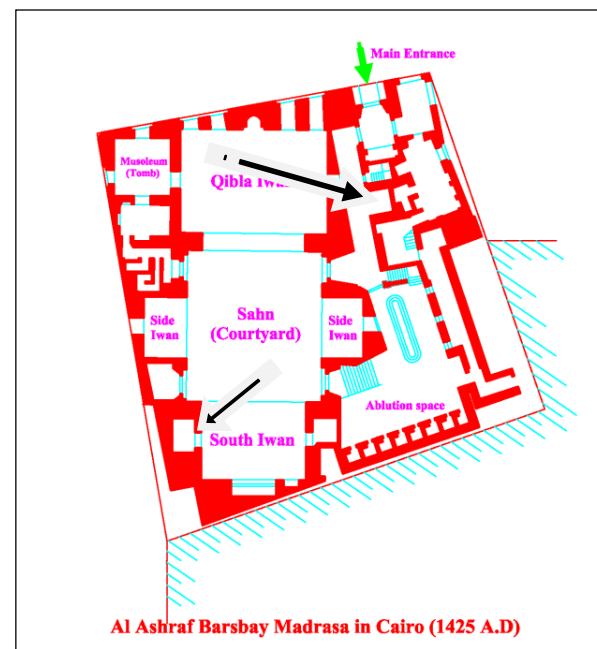 Main Entrance
Musoleum
(Tomb)
Qibla
Side
Iwan
Sahn
(Courtyard)
Side
Iwan
Ablution space
South Iwan
Al Ashraf Barsbay Madrasa in Cairo (1425 A.D)